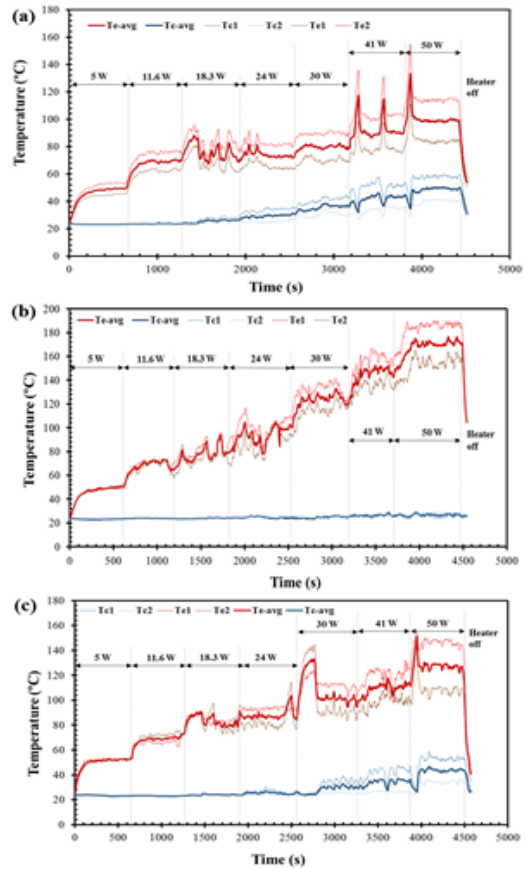 (a)
Te-avg Tc-avg Tc1 Tc2 Te1 Te2
160
140
120
100
80
60
40
20
0
5 W 11.6 W 18.3 W 24 W 30 W 41 W 50 W
Heater
off
Temperature (°C)
0 500 1000 1500 2000 2500 3000 3500 4000 4500 5000
Time (s)
(b)
200
180
160
140
120
100
80
60
40
20
0
Te-avg Tc-avg Tc1 Tc2 Te1 Te2
5 W 11.6 W 18.3 W 24 W 30 W
41 W 50 W
Heater
off
Temperature (°C)
0 500 1000 1500 2000 2500 3000 3500 4000 4500 5000
Time (s)
(c)
180
160
140
120
100
80
60
40
20
0
Tc1 Tc2 Te1 Te2 Te-avg Tc-avg
30 W 41 W 50 W
5 W 11.6 W 18.3 W 24 W
Heater
off
Temperature (°C)
0 500 1000 1500 2000 2500 3000 3500 4000 4500 5000
Time (s)